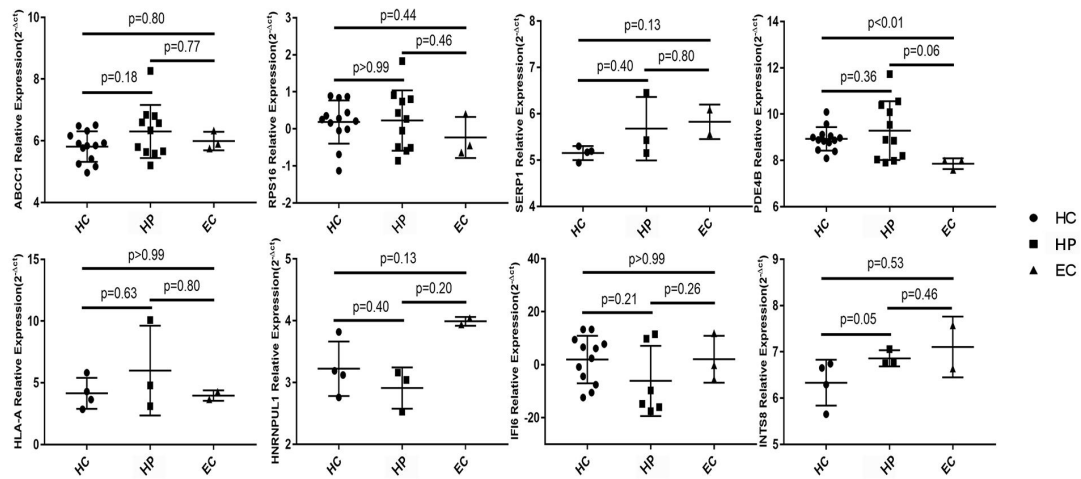 ABCC1 Relative Expression(2-Δct)
10
8
6
4
p=0.80
p=0.77
p=0.18
HC
HP
EC
RPS16 Relative Expression(2-Δct)
3
2
1
0
-1
-2
p=0.44
p=0.46
p>0.99
HC
HP
EC
SERP1 Relative Expression(2-Δct)
8
7
6
5
4
p=0.13
p=0.80
p=0.40
HC
HP
EC
PDE4B Relative Expression(2-Δct)
14
12
10
8
6
p<0.01
p=0.06
p=0.36
HC
HP
EC
HC
HP
EC
HLA-A Relative Expression(2-Δct)
15
10
5
0
p>0.99
p=0.80
p=0.63
HC
HP
EC
HNRNPUL1 Relative Expression(2-Δct)
5
4
3
2
p=0.13
p=0.20
p=0.40
HC
HP
EC
IFI6 Relative Expression(2-Δct)
40
20
0
-20
p>0.99
p=0.26
p=0.21
HC
HP
EC
INTS8 Relative Expression(2-Δct)
9
8
7
6
5
p=0.53
p=0.46
p=0.05
HC
HP
EC